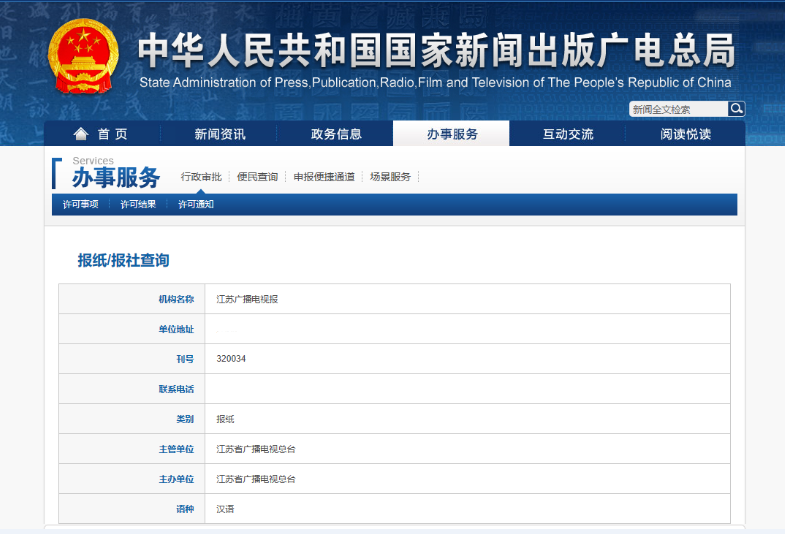 中华人民共和国国家新闻出版广电总局
State Administration of Press,Publication,Radio,Film and Television of The People's Republic of China
新闻全文检索
首 页 新闻资讯 政务信息 办事服务 互动交流 阅读悦读
Services
办事服务 行政审批 便民查询 申报便捷通道 场景服务
许可事项 许可结果 许可通知
报纸/报社查询
机构名称 江苏广播电视报
单位地址
刊号 320034
联系电话
类别 报纸
主管单位 江苏省广播电视总台
主办单位 江苏省广播电视总台
语种 汉语